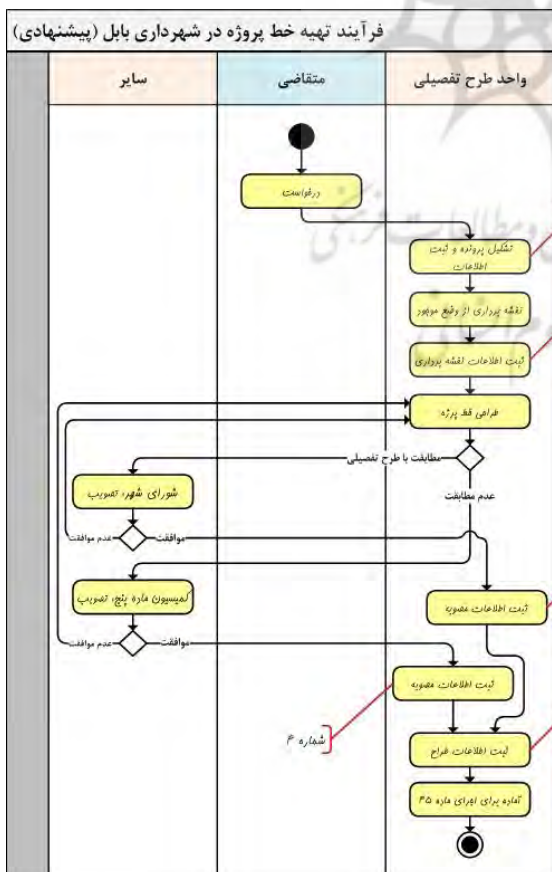 فرآیند تهیه خط پروژه در شهرداری بابل (پیشنهادی)
واحد طرح تفصیلی
متقاضی
سایر
درخواست
تشکیل پرونده و ثبت
اطلاعات
نقشه برداری از وضع موجود
ثبت اطلاعات نقشه برداری
طراحی خط پروژه
مطابقت با طرح تفصیلی
عدم مطابقت
شورای شهر، تصویب
موافقت
عدم موافقت
کمیسیون ماده پنج، تصویب
ثبت اطلاعات مصوبه
موافقت
عدم موافقت
ثبت اطلاعات مصوبه
شماره ۴
ثبت اطلاعات طراح
آماده برای اجرای ماده ۴۵